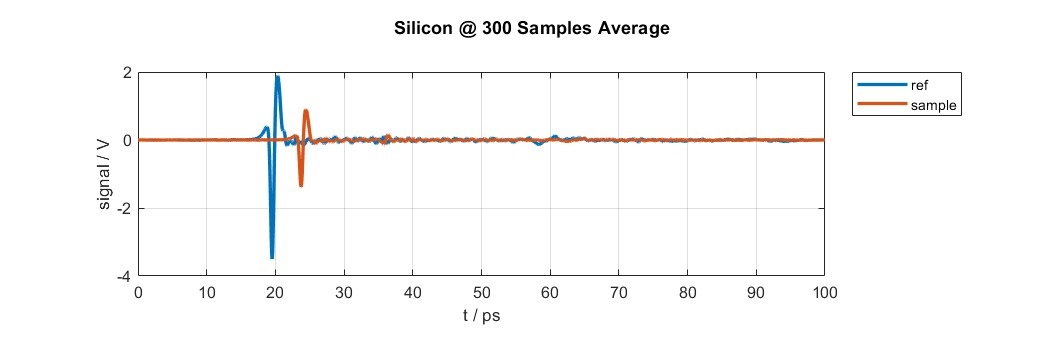 Silicon @ 300 Samples Average
ref
sample
signal / V
2
0
-2
-4
0 10 20 30 40 50 60 70 80 90 100
t / ps